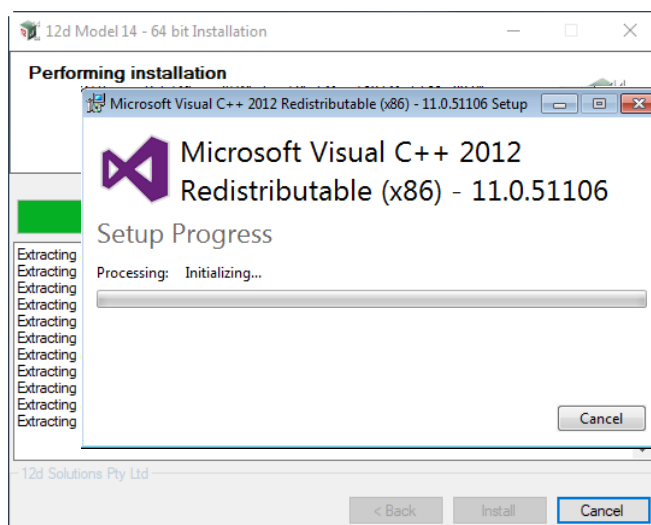 12d Model 14 - 64 bit Installation
Performing installation
Microsoft Visual C++ 2012 Redistributable (x86) - 11.0.51106 Setup
Microsoft Visual C++ 2012
Redistributable (x86) - 11.0.51106
Setup Progress
Processing: Initializing...
Cancel
Extracting
Extracting
Extracting
Extracting
Extracting
Extracting
Extracting
Extracting
Extracting
Extracting
Extracting
12d Solutions Pty Ltd
< Back Install Cancel